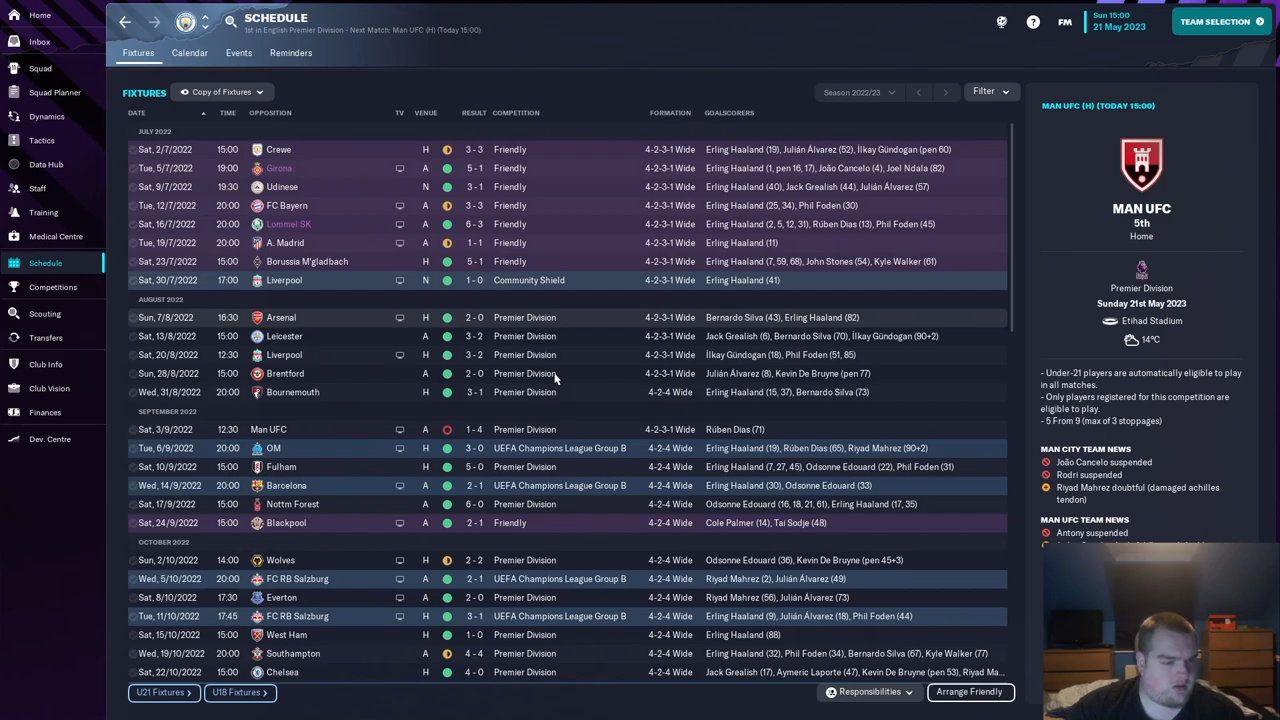 Home
Inbox
Squad
Squad Planner
Dynamics
Tactics
Data Hub
Staff
Training
Medical Centre
Schedule
Competitions
Scouting
Transfers
Club Info
Club Vision
Finances
Dev. Centre
SCHEDULE
1st in English Premier Division - Next Match: Man UFC (H) (Today 15:00)
FM
Sun 15:00
21 May 2023
TEAM SELECTION
Fixtures Calendar Events Reminders
FIXTURES Copy of Fixtures Season 2022/23 Filter
DATE TIME OPPOSITION TV VENUE RESULT COMPETITION FORMATION GOALSCORERS
JULY 2022
Sat, 2/7/2022 15:00 Crewe H 3 - 3 Friendly 4-2-3-1 Wide Erling Haaland (19), Julián Álvarez (52), İlkay Gündogan (pen 60)
Tue, 5/7/2022 19:00 Girona A 5 - 1 Friendly 4-2-3-1 Wide Erling Haaland (1, pen 16, 17), João Cancelo (4), Joel Ndala (82)
Sat, 9/7/2022 19:30 Udinese N 3 - 1 Friendly 4-2-3-1 Wide Erling Haaland (40), Jack Grealish (44), Julián Álvarez (57)
Tue, 12/7/2022 20:00 FC Bayern A 3 - 3 Friendly 4-2-3-1 Wide Erling Haaland (25, 34), Phil Foden (30)
Sat, 16/7/2022 20:00 Lommel SK A 6 - 3 Friendly 4-2-3-1 Wide Erling Haaland (2, 5, 12, 31), Rúben Dias (13), Phil Foden (45)
Tue, 19/7/2022 20:00 A. Madrid A 1 - 1 Friendly 4-2-3-1 Wide Erling Haaland (11)
Sat, 23/7/2022 15:00 Borussia M'gladbach H 5 - 1 Friendly 4-2-3-1 Wide Erling Haaland (7, 59, 68), John Stones (54), Kyle Walker (61)
Sat, 30/7/2022 17:00 Liverpool N 1 - 0 Community Shield 4-2-3-1 Wide Erling Haaland (41)
AUGUST 2022
Sun, 7/8/2022 16:30 Arsenal H 2 - 0 Premier Division 4-2-3-1 Wide Bernardo Silva (43), Erling Haaland (82)
Sat, 13/8/2022 15:00 Leicester A 3 - 2 Premier Division 4-2-3-1 Wide Jack Grealish (6), Bernardo Silva (70), İlkay Gündogan (90+2)
Sat, 20/8/2022 12:30 Liverpool H 3 - 2 Premier Division 4-2-3-1 Wide İlkay Gündogan (18), Phil Foden (51, 85)
Sun, 28/8/2022 15:00 Brentford A 2 - 0 Premier Division 4-2-3-1 Wide Julián Álvarez (8), Kevin De Bruyne (pen 77)
Wed, 31/8/2022 20:00 Bournemouth H 3 - 1 Premier Division 4-2-4 Wide Erling Haaland (15, 37), Bernardo Silva (73)
SEPTEMBER 2022
Sat, 3/9/2022 12:30 Man UFC A 1 - 4 Premier Division 4-2-3-1 Wide Rúben Dias (71)
Tue, 6/9/2022 20:00 OM H 3 - 0 UEFA Champions League Group B 4-2-4 Wide Erling Haaland (19), Rúben Dias (65), Riyad Mahrez (90+2)
Sat, 10/9/2022 15:00 Fulham H 5 - 0 Premier Division 4-2-4 Wide Erling Haaland (7, 27, 45), Odsonne Edouard (22), Phil Foden (31)
Wed, 14/9/2022 20:00 Barcelona A 2 - 1 UEFA Champions League Group B 4-2-4 Wide Erling Haaland (30), Odsonne Edouard (33)
Sat, 17/9/2022 15:00 Nottm Forest A 6 - 0 Premier Division 4-2-4 Wide Odsonne Edouard (16, 18, 21, 61), Erling Haaland (17, 35)
Sat, 24/9/2022 15:00 Blackpool A 2 - 1 Friendly 4-2-4 Wide Cole Palmer (14), Tai Sodje (48)
OCTOBER 2022
Sun, 2/10/2022 14:00 Wolves H 2 - 2 Premier Division 4-2-4 Wide Odsonne Edouard (36), Kevin De Bruyne (pen 45+3)
Wed, 5/10/2022 20:00 FC RB Salzburg A 2 - 1 UEFA Champions League Group B 4-2-4 Wide Riyad Mahrez (2), Julián Álvarez (49)
Sat, 8/10/2022 17:30 Everton A 2 - 0 Premier Division 4-2-4 Wide Riyad Mahrez (56), Julián Álvarez (73)
Tue, 11/10/2022 17:45 FC RB Salzburg H 3 - 1 UEFA Champions League Group B 4-2-4 Wide Erling Haaland (9), Julián Álvarez (18), Phil Foden (44)
Sat, 15/10/2022 15:00 West Ham H 1 - 0 Premier Division 4-2-4 Wide Erling Haaland (88)
Wed, 19/10/2022 20:00 Southampton A 4 - 4 Premier Division 4-2-4 Wide Erling Haaland (32), Phil Foden (34), Bernardo Silva (67), Kyle Walker (77)
Sat, 22/10/2022 15:00 Chelsea H 4 - 0 Premier Division 4-2-4 Wide Jack Grealish (17), Aymeric Laporte (47), Kevin De Bruyne (pen 53), Riyad Ma...
U21 Fixtures U18 Fixtures Responsibilities Arrange Friendly
MAN UFC (H) (TODAY 15:00)
MAN UFC
5th
Home
Premier Division
Sunday 21st May 2023
Etihad Stadium
14°C
- Under-21 players are automatically eligible to play
in all matches.
- Only players registered for this competition are
eligible to play.
- 5 From 9 (max of 3 stoppages)
MAN CITY TEAM NEWS
João Cancelo suspended
Rodri suspended
Riyad Mahrez doubtful (damaged achilles
tendon)
MAN UFC TEAM NEWS
Antony suspended